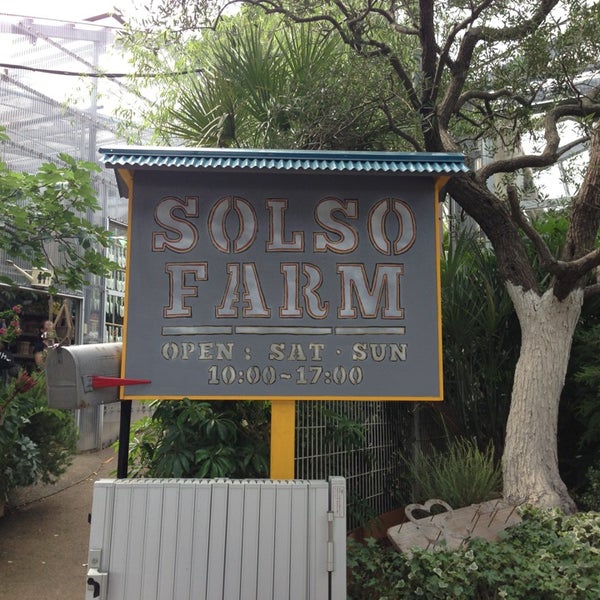 SOLSO
FARM
OPEN : SAT · SUN
10:00~17:00